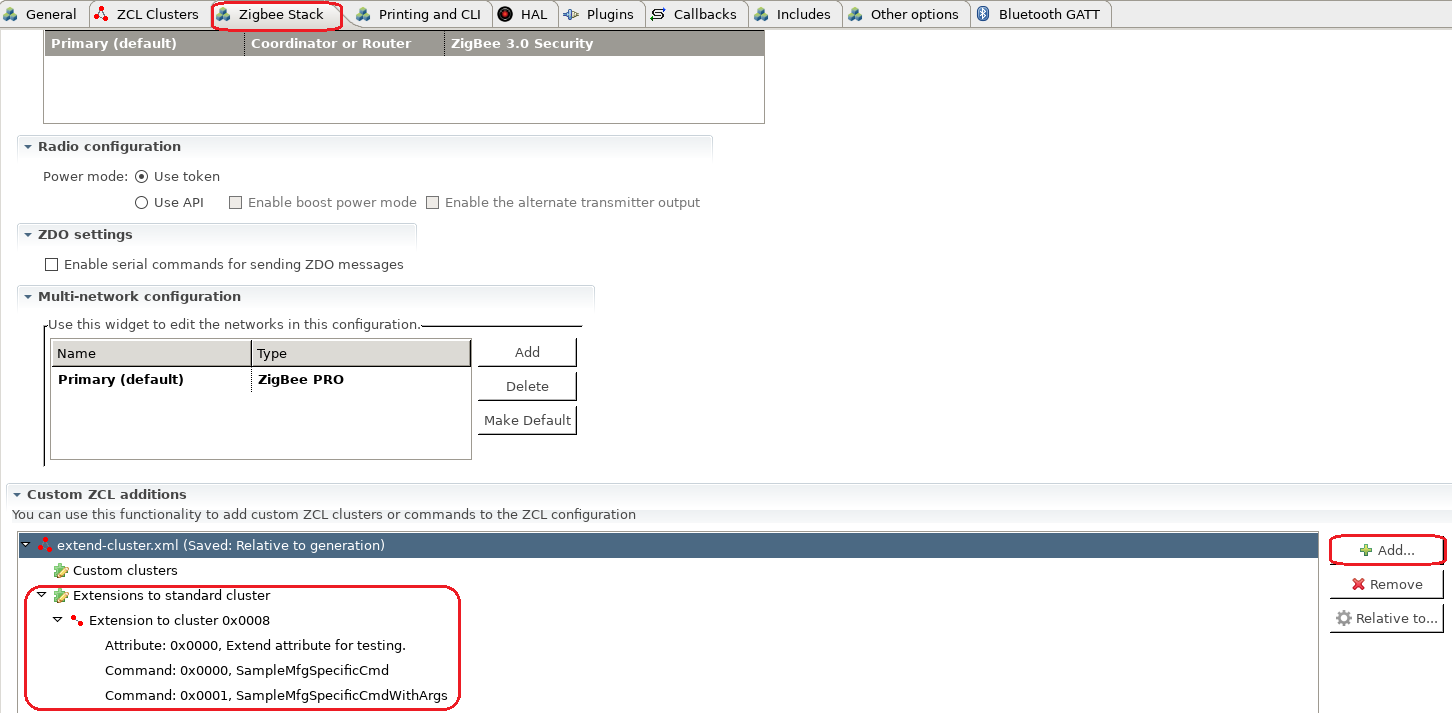 General ZCL Clusters Zigbee Stack Printing and CLI HAL Plugins Callbacks Includes Other options Bluetooth GATT
Primary (default) Coordinator or Router ZigBee 3.0 Security
Radio configuration
Power mode: Use token
Use API Enable boost power mode Enable the alternate transmitter output
ZDO settings
Enable serial commands for sending ZDO messages
Multi-network configuration
Use this widget to edit the networks in this configuration.
Name Type Add
Primary (default) ZigBee PRO Delete
Make Default
Custom ZCL additions
You can use this functionality to add custom ZCL clusters or commands to the ZCL configuration
extend-cluster.xml (Saved: Relative to generation) Add...
Custom clusters Remove
Extensions to standard cluster
Extension to cluster 0x0008 Relative to...
Attribute: 0x0000, Extend attribute for testing.
Command: 0x0000, SampleMfgSpecificCmd
Command: 0x0001, SampleMfgSpecificCmdWithArgs